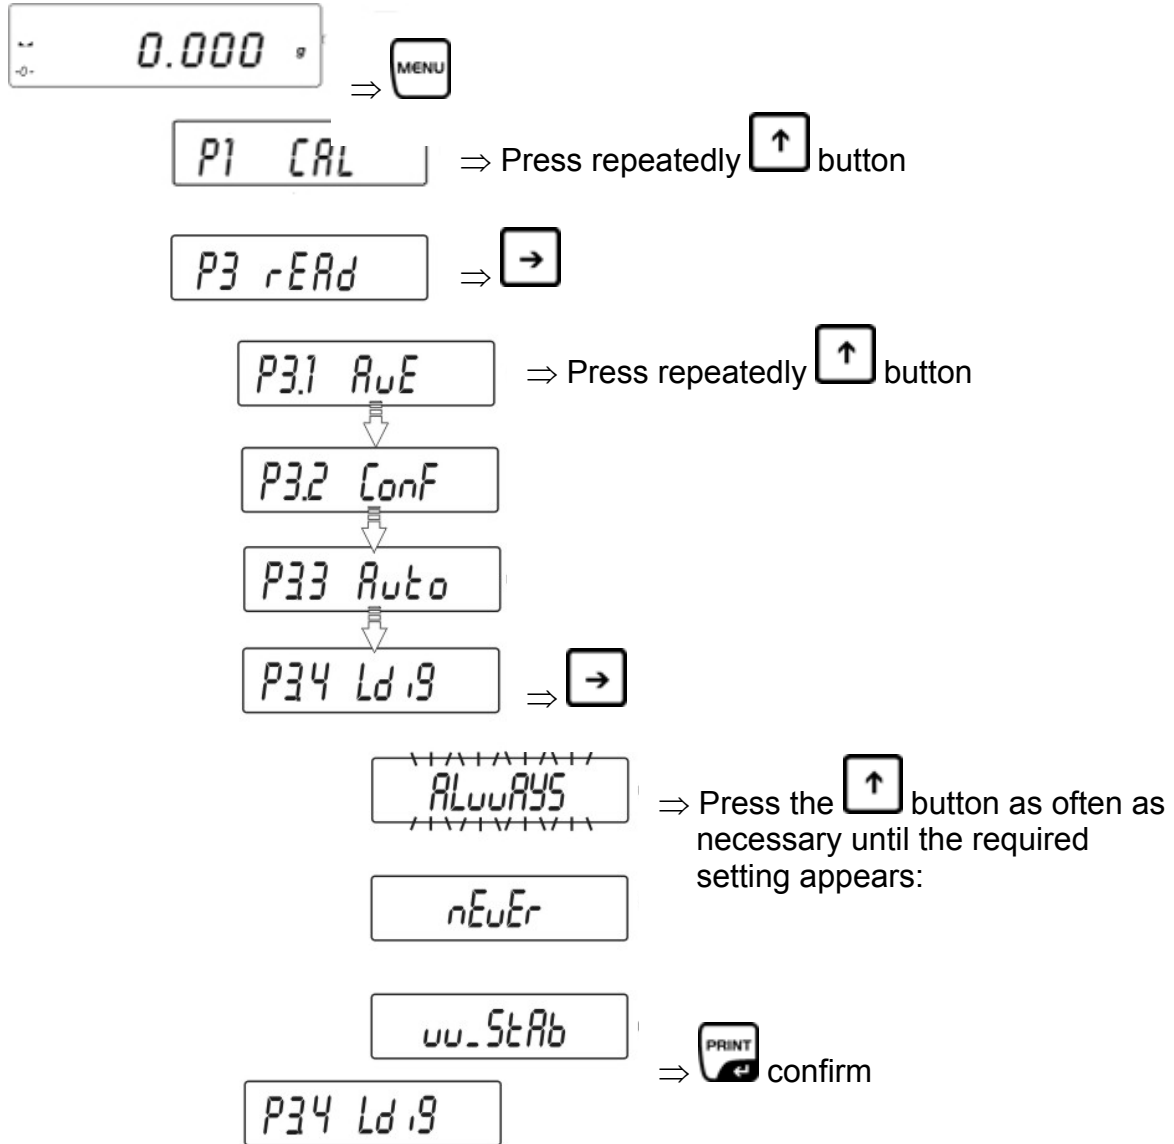 -0- 0.000 g
⇒ MENU
P1 CAL ⇒ Press repeatedly ↑ button
P3 rEAd ⇒ →
P3.1 AvE ⇒ Press repeatedly ↑ button
P3.2 ConF
P3.3 Auto
P3.4 Ldig ⇒ →
ALwAYS ⇒ Press the ↑ button as often as
necessary until the required
setting appears:
nEvEr
w_StAb
⇒ PRINT ↵ confirm
P3.4 Ldig